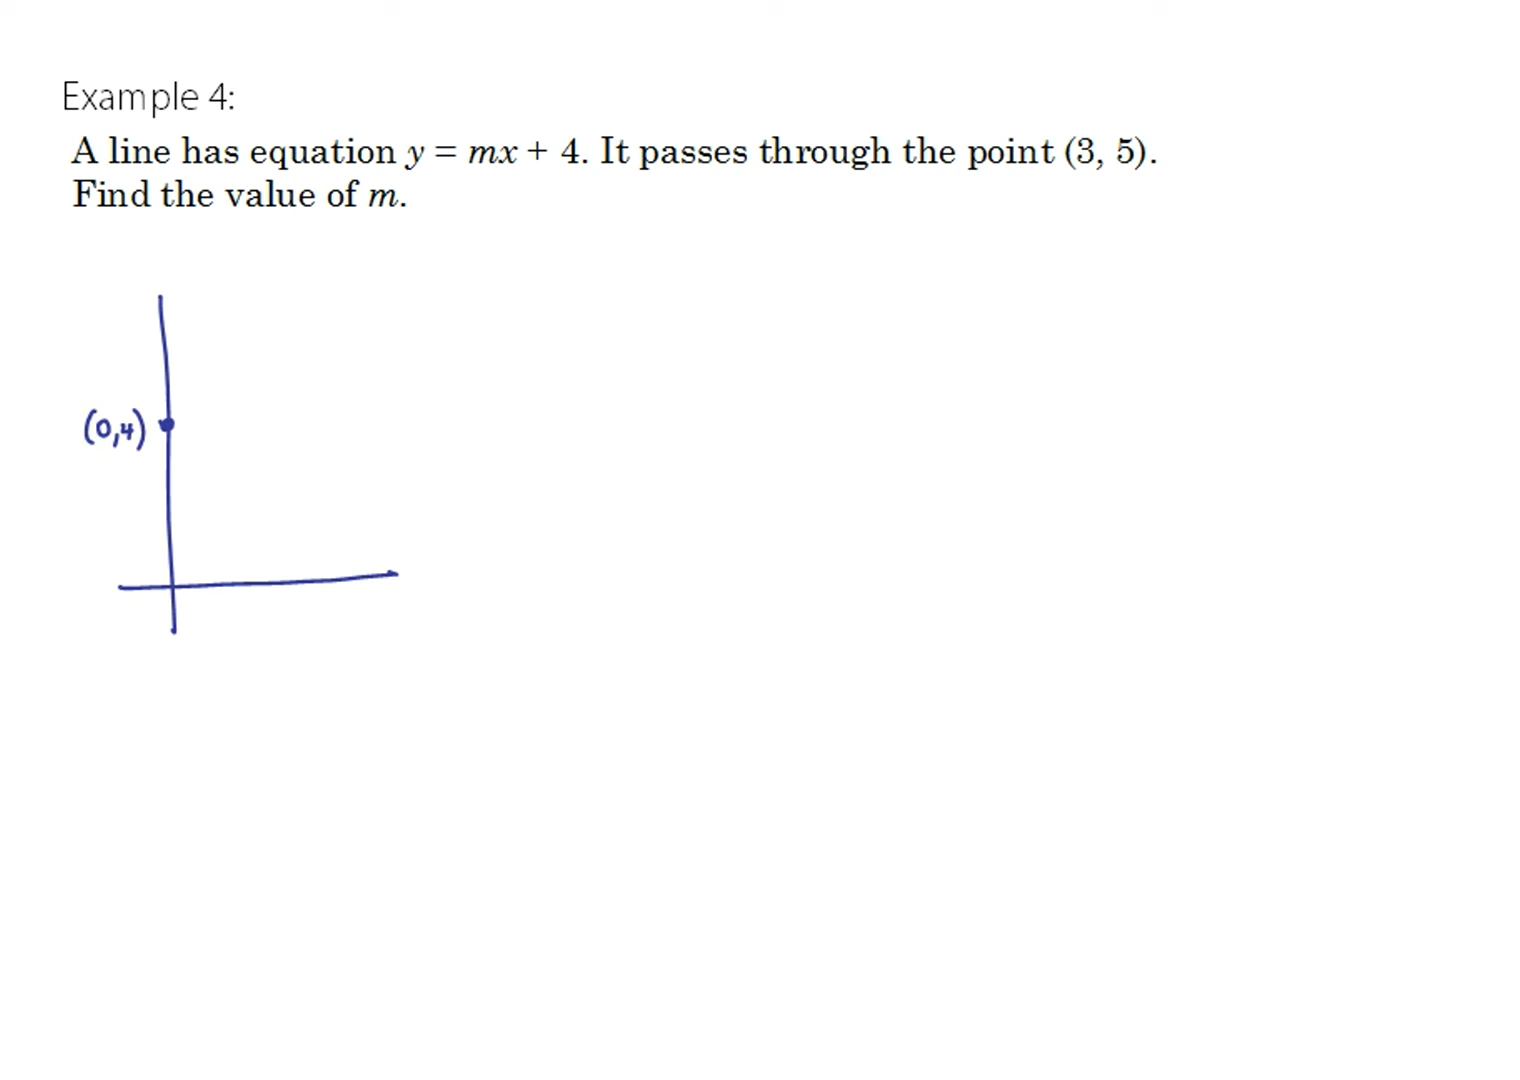 Example 4:
A line has equation y = mx + 4. It passes through the point (3, 5).
Find the value of m.
(0,4)